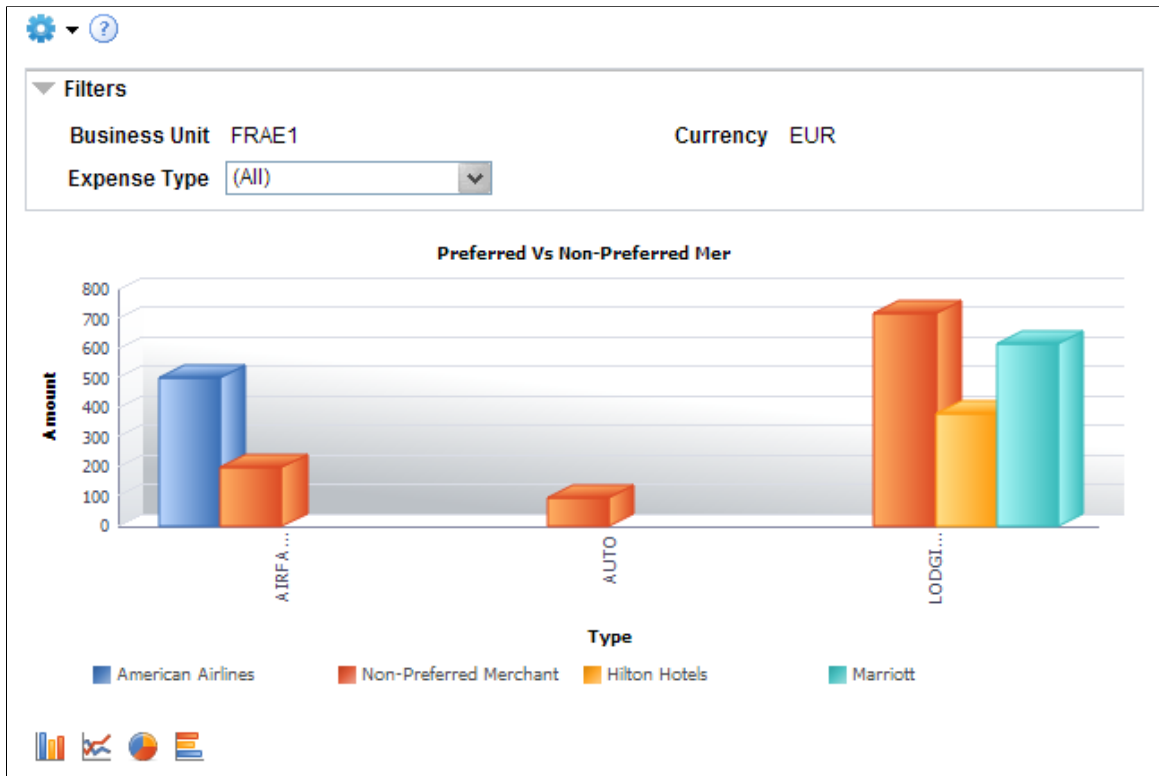 ?
Filters
Business Unit FRAE1 Currency EUR
Expense Type (All)
Preferred Vs Non-Preferred Mer
800
700
600
500
400
300
200
100
0
Amount
AIRFA...
AUTO
LODGI...
Type
American Airlines Non-Preferred Merchant Hilton Hotels Marriott